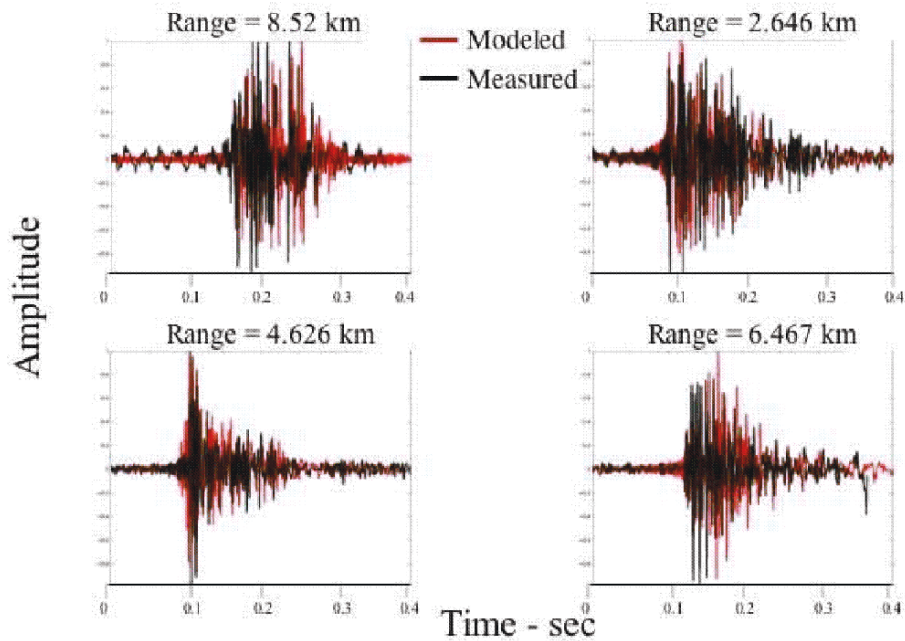 Range = 8.52 km
Range = 2.646 km
Modeled
Measured
0 0.1 0.2 0.3 0.4
0 0.1 0.2 0.3 0.4
Amplitude
Range = 4.626 km
Range = 6.467 km
0 0.1 0.2 0.3 0.4
0 0.1 0.2 0.3 0.4
Time - sec